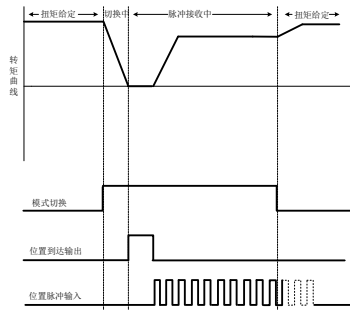 扭矩给定 切换中 脉冲接收中 扭矩给定
转矩曲线
模式切换
位置到达输出
位置脉冲输入